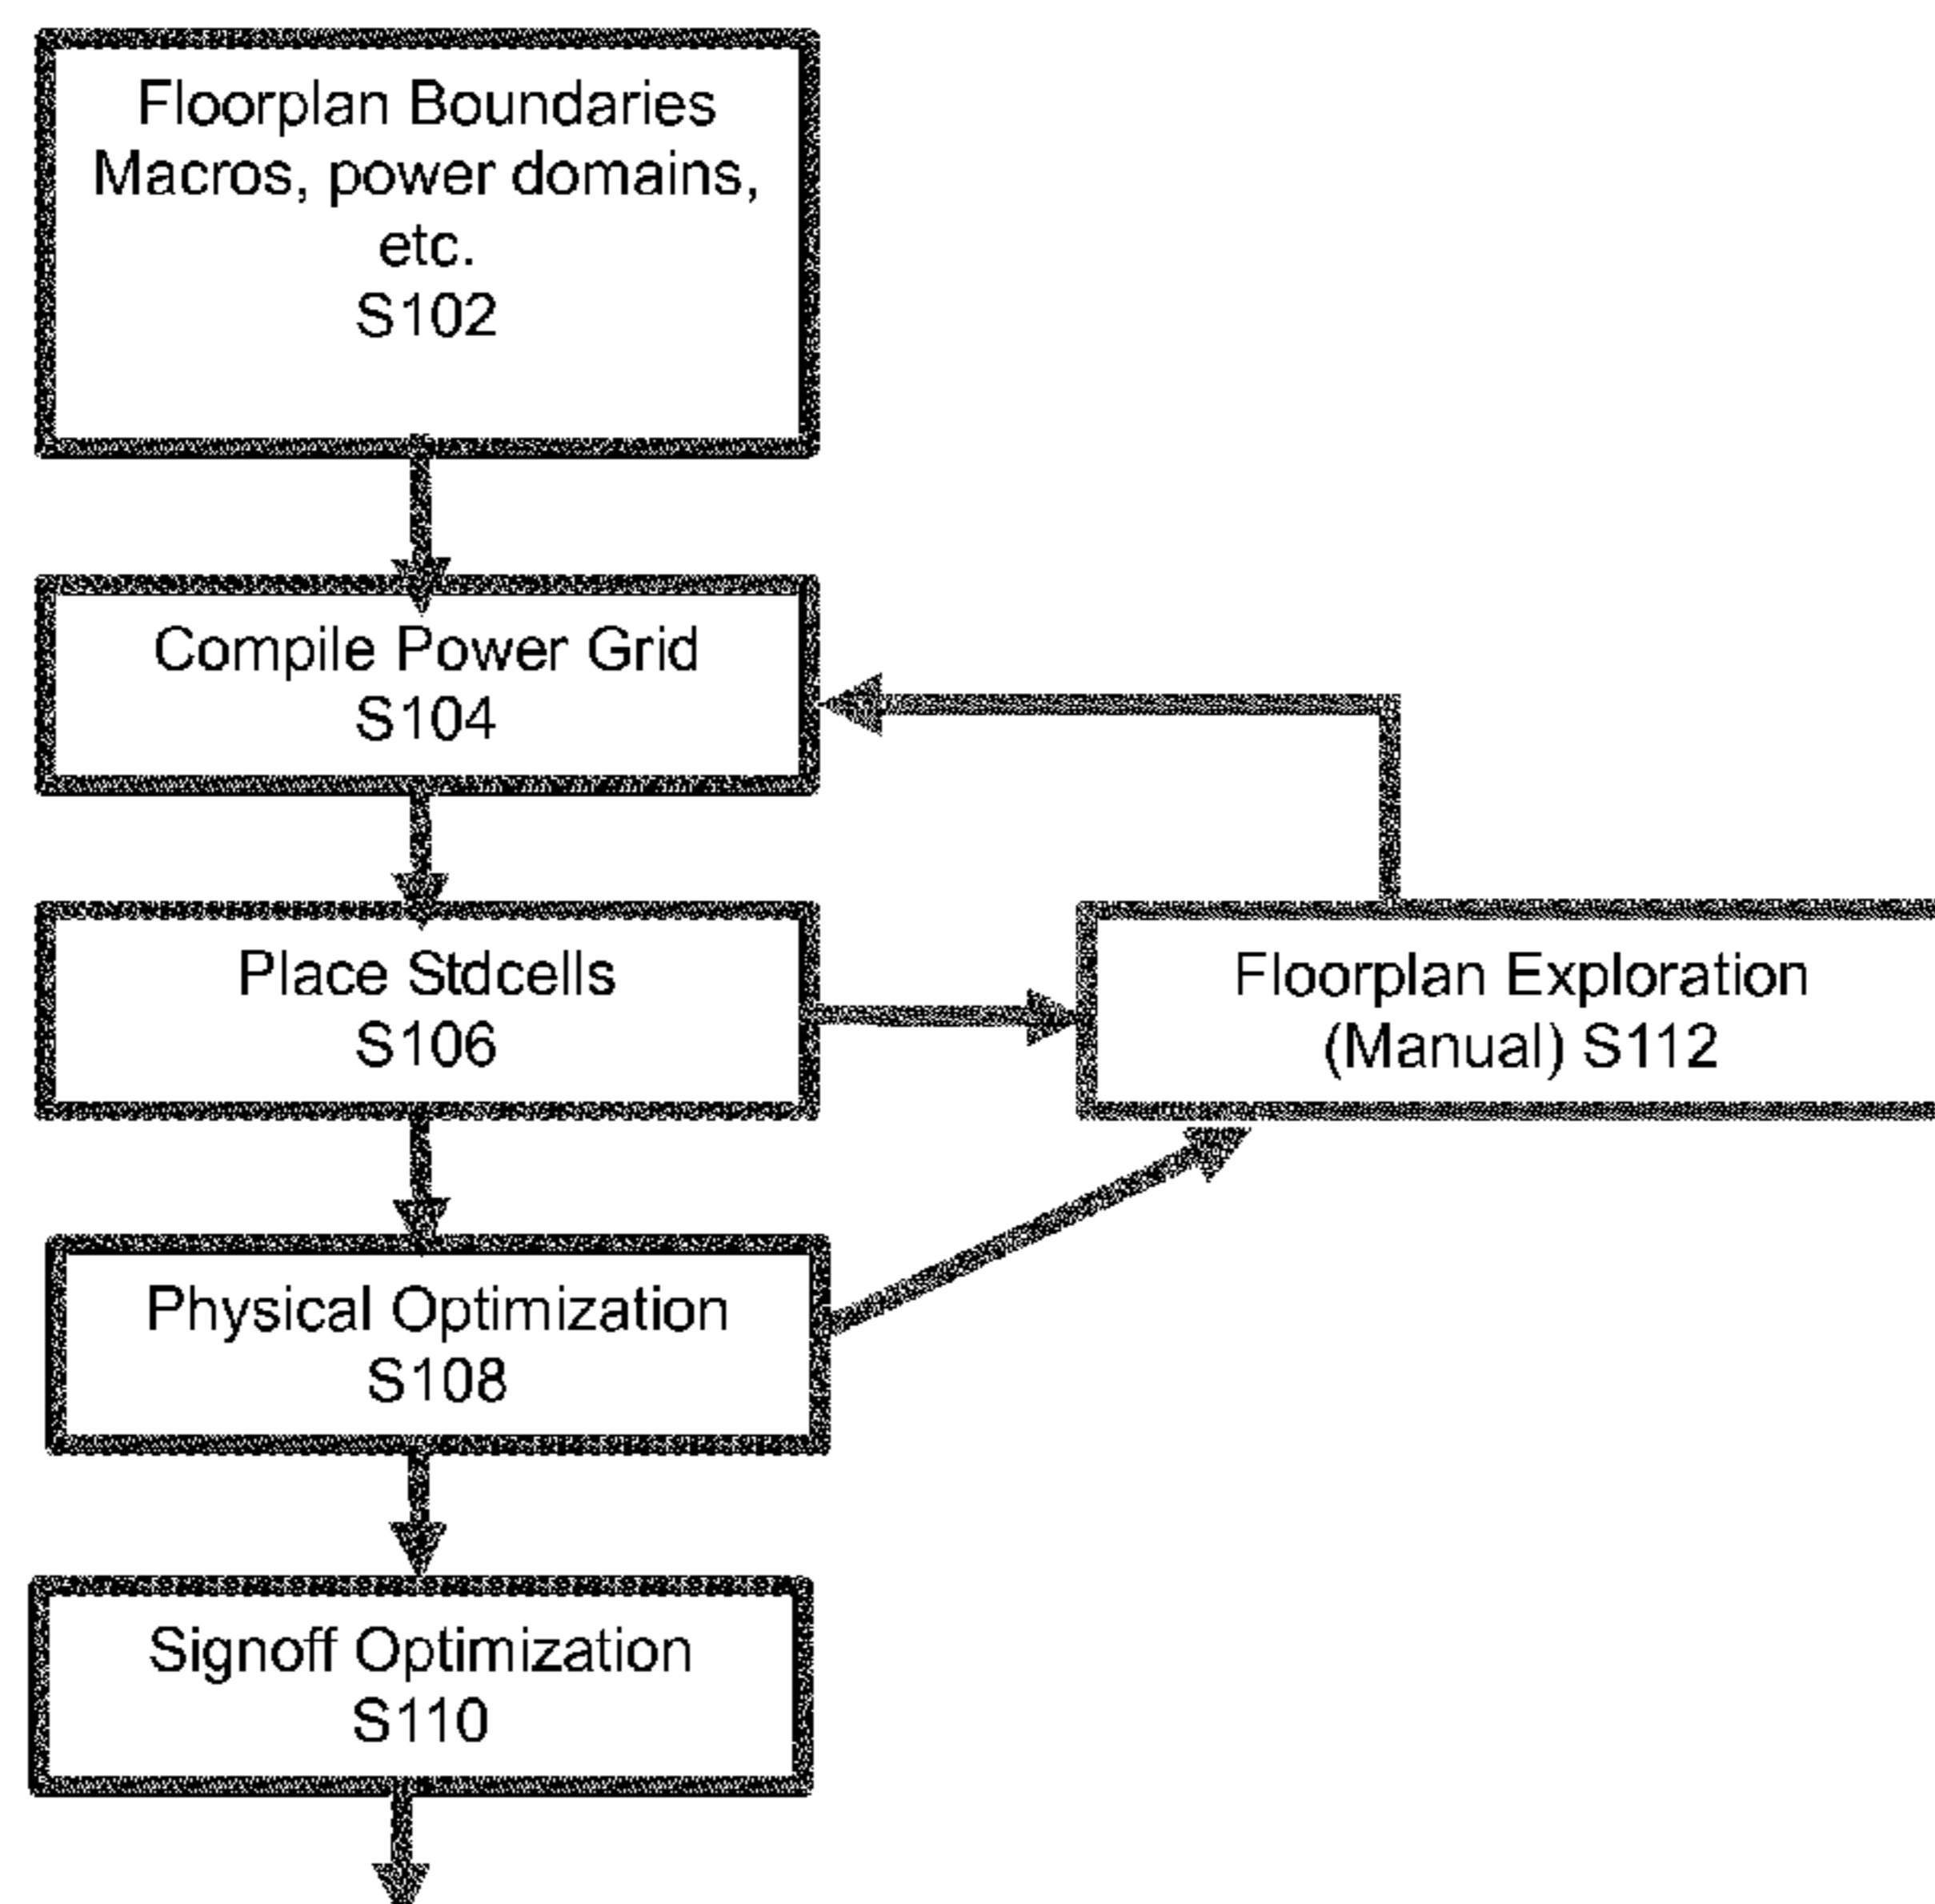 Floorplan Boundaries
Macros, power domains,
etc.
S102
Compile Power Grid
S104
Place Stdcells
S106
Floorplan Exploration
(Manual) S112
Physical Optimization
S108
Signoff Optimization
S110